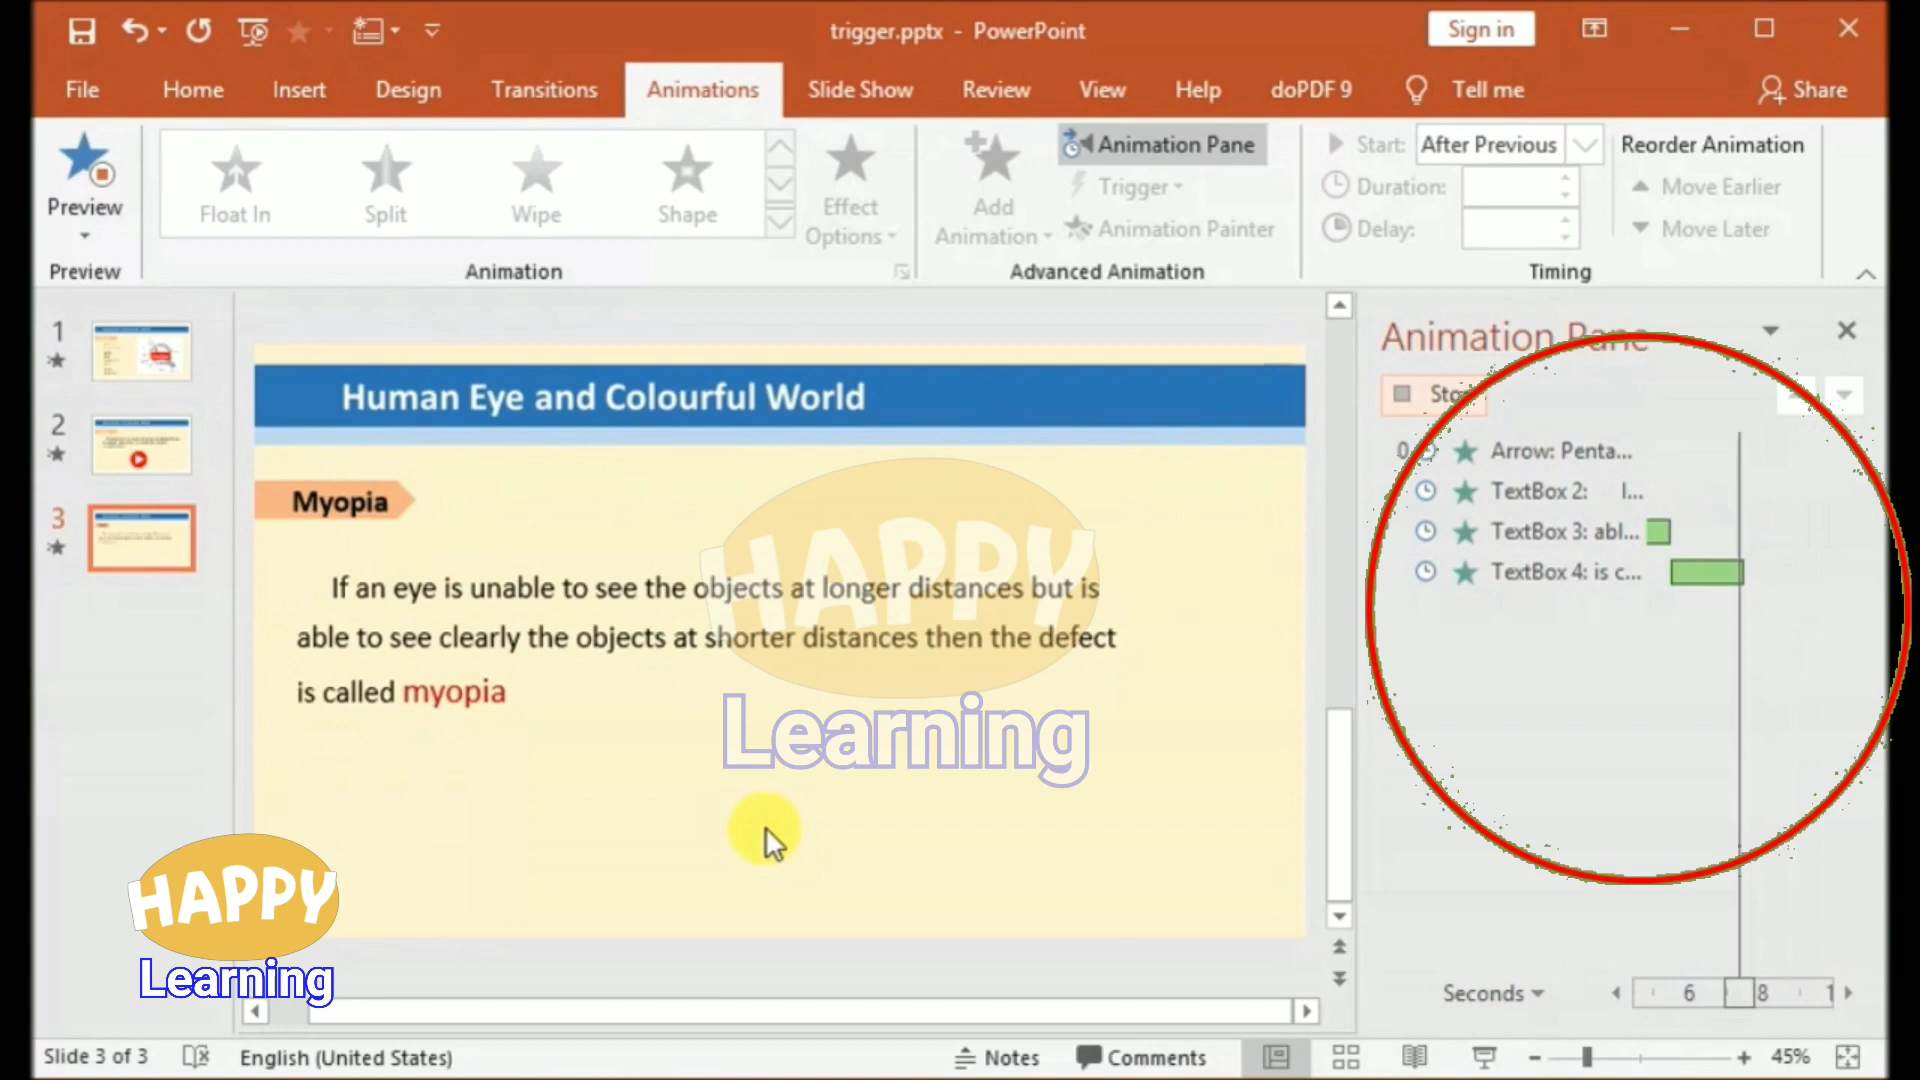 trigger.pptx - PowerPoint
Sign in
File Home Insert Design Transitions Animations Slide Show Review View Help doPDF 9 Tell me Share
Preview
Float In Split Wipe Shape
Effect Options
Add Animation
Animation Pane
Trigger
Animation Painter
Start: After Previous
Duration:
Delay:
Reorder Animation
Move Earlier
Move Later
Preview Animation Advanced Animation Timing
1
2
3
Human Eye and Colourful World
Myopia
If an eye is unable to see the objects at longer distances but is
able to see clearly the objects at shorter distances then the defect
is called myopia
HAPPY
Learning
HAPPY
Learning
Animation Pane
0 Arrow: Penta...
TextBox 2: I...
TextBox 3: abl...
TextBox 4: is c...
Seconds 6 8 1
Slide 3 of 3 English (United States) Notes Comments 45%